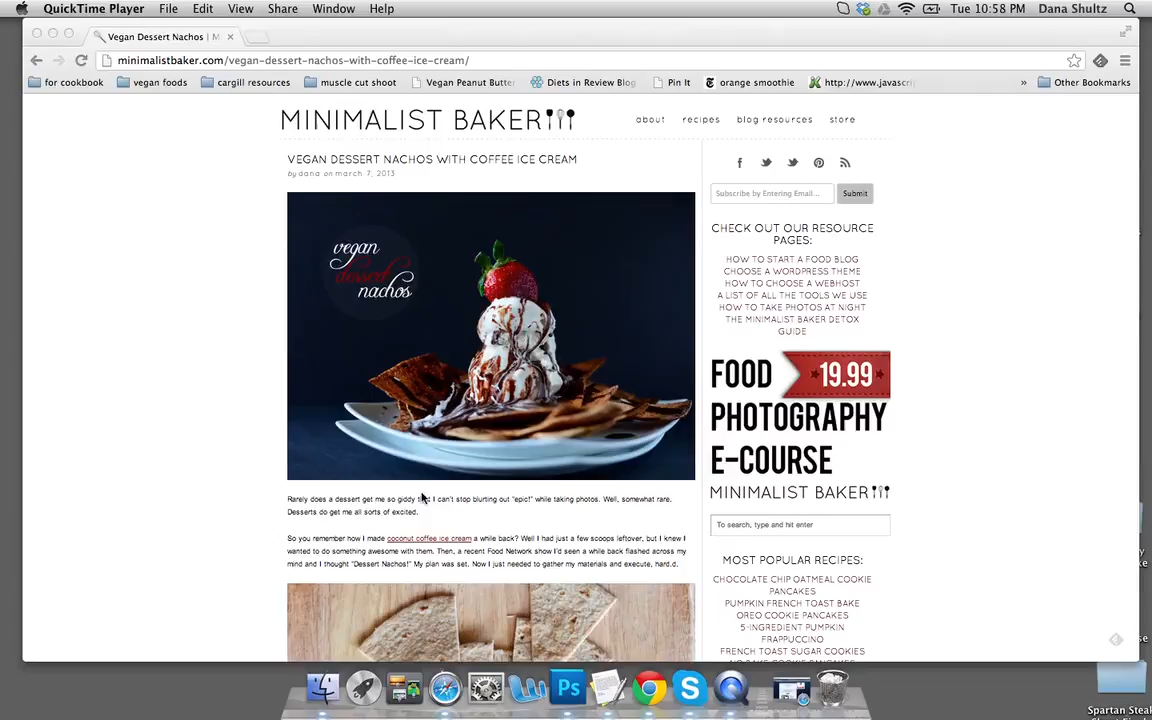 QuickTime Player File Edit View Share Window Help Tue 10:58 PM Dana Shultz
Vegan Dessert Nachos | M
minimalistbaker.com/vegan-dessert-nachos-with-coffee-ice-cream/
for cookbook vegan foods cargill resources muscle cut shoot Vegan Peanut Butter Diets in Review Blog Pin It orange smoothie http://www.javascri » Other Bookmarks
MINIMALIST BAKER
about recipes blog resources store
VEGAN DESSERT NACHOS WITH COFFEE ICE CREAM
by dana on march 7, 2013
vegan
dessert
nachos
Rarely does a dessert get me so giddy that I can't stop blurting out "epic!" while taking photos. Well, somewhat rare.
Desserts do get me all sorts of excited.
So you remember how I made coconut coffee ice cream a while back? Well I had just a few scoops leftover, but I knew I
wanted to do something awesome with them. Then, a recent Food Network show I'd seen a while back flashed across my
mind and I thought "Dessert Nachos!" My plan was set. Now I just needed to gather my materials and execute, hard.d.
Subscribe by Entering Email... Submit
CHECK OUT OUR RESOURCE
PAGES:
HOW TO START A FOOD BLOG
CHOOSE A WORDPRESS THEME
HOW TO CHOOSE A WEBHOST
A LIST OF ALL THE TOOLS WE USE
HOW TO TAKE PHOTOS AT NIGHT
THE MINIMALIST BAKER DETOX
GUIDE
FOOD 19.99
PHOTOGRAPHY
E-COURSE
MINIMALIST BAKER
To search, type and hit enter
MOST POPULAR RECIPES:
CHOCOLATE CHIP OATMEAL COOKIE
PANCAKES
PUMPKIN FRENCH TOAST BAKE
OREO COOKIE PANCAKES
5-INGREDIENT PUMPKIN
FRAPPUCCINO
FRENCH TOAST SUGAR COOKIES
Ps
Spartan Steak